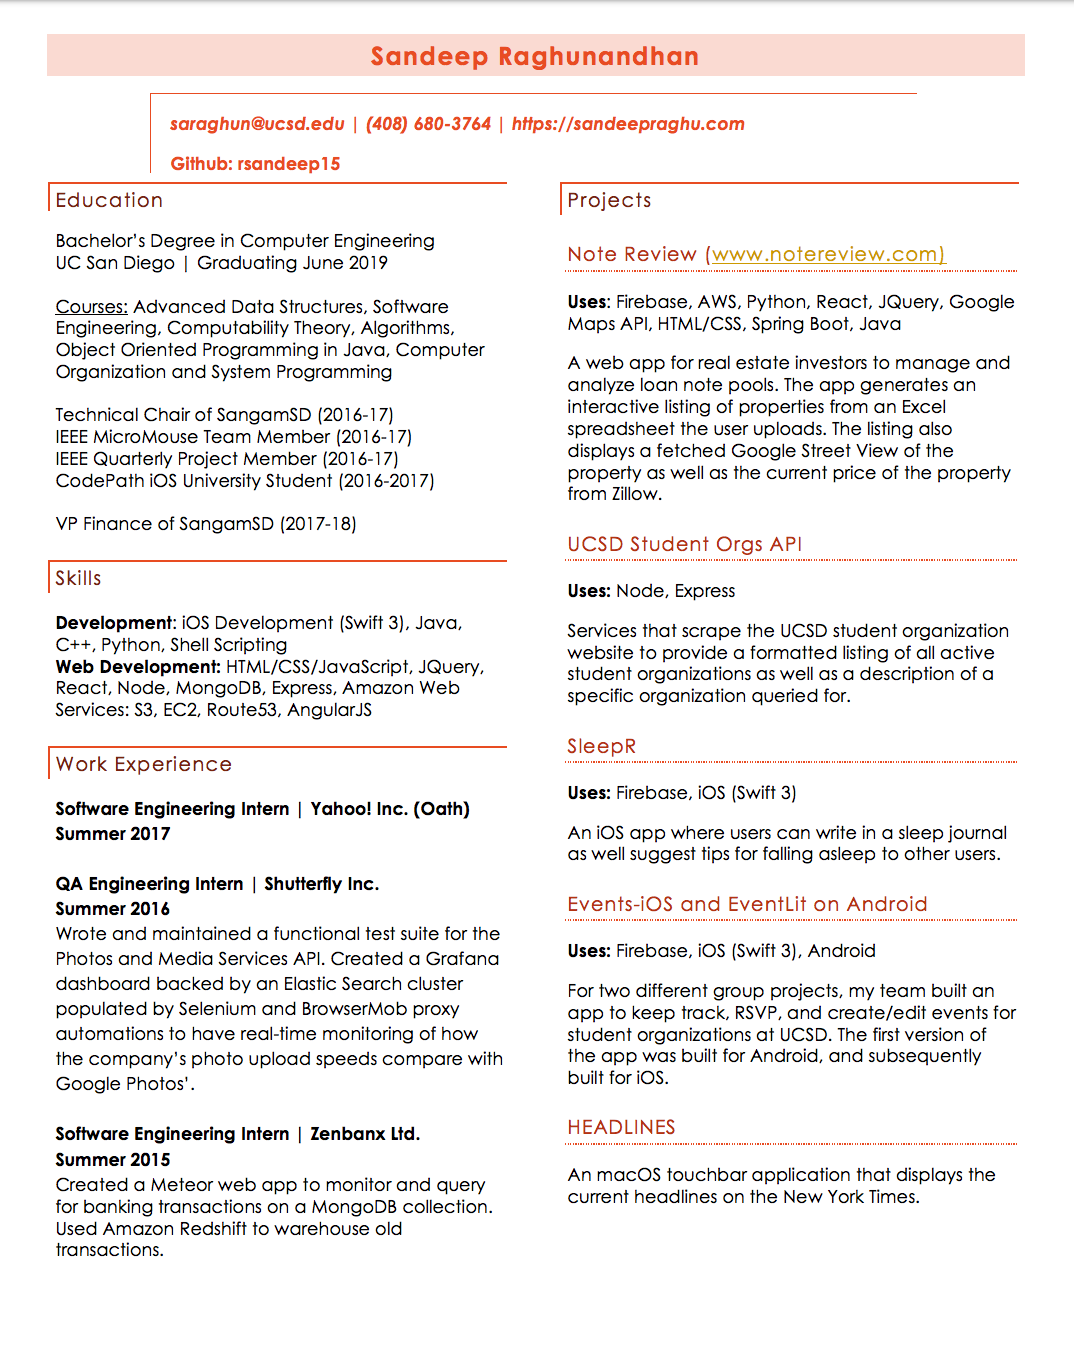 Sandeep Raghunandhan
saraghun@ucsd.edu | (408) 680-3764 | https://sandeepraghu.com
Github: rsandeep15
Education
Bachelor's Degree in Computer Engineering
UC San Diego | Graduating June 2019
Courses: Advanced Data Structures, Software
Engineering, Computability Theory, Algorithms,
Object Oriented Programming in Java, Computer
Organization and System Programming
Technical Chair of SangamSD (2016-17)
IEEE MicroMouse Team Member (2016-17)
IEEE Quarterly Project Member (2016-17)
CodePath iOS University Student (2016-2017)
VP Finance of SangamSD (2017-18)
Skills
Development: iOS Development (Swift 3), Java,
C++, Python, Shell Scripting
Web Development: HTML/CSS/JavaScript, JQuery,
React, Node, MongoDB, Express, Amazon Web
Services: S3, EC2, Route53, AngularJS
Work Experience
Software Engineering Intern | Yahoo! Inc. (Oath)
Summer 2017
QA Engineering Intern | Shutterfly Inc.
Summer 2016
Wrote and maintained a functional test suite for the
Photos and Media Services API. Created a Grafana
dashboard backed by an Elastic Search cluster
populated by Selenium and BrowserMob proxy
automations to have real-time monitoring of how
the company's photo upload speeds compare with
Google Photos'.
Software Engineering Intern | Zenbanx Ltd.
Summer 2015
Created a Meteor web app to monitor and query
for banking transactions on a MongoDB collection.
Used Amazon Redshift to warehouse old
transactions.
Projects
Note Review (www.notereview.com)
Uses: Firebase, AWS, Python, React, JQuery, Google
Maps API, HTML/CSS, Spring Boot, Java
A web app for real estate investors to manage and
analyze loan note pools. The app generates an
interactive listing of properties from an Excel
spreadsheet the user uploads. The listing also
displays a fetched Google Street View of the
property as well as the current price of the property
from Zillow.
UCSD Student Orgs API
Uses: Node, Express
Services that scrape the UCSD student organization
website to provide a formatted listing of all active
student organizations as well as a description of a
specific organization queried for.
SleepR
Uses: Firebase, iOS (Swift 3)
An iOS app where users can write in a sleep journal
as well suggest tips for falling asleep to other users.
Events-iOS and EventLit on Android
Uses: Firebase, iOS (Swift 3), Android
For two different group projects, my team built an
app to keep track, RSVP, and create/edit events for
student organizations at UCSD. The first version of
the app was built for Android, and subsequently
built for iOS.
HEADLINES
An macOS touchbar application that displays the
current headlines on the New York Times.